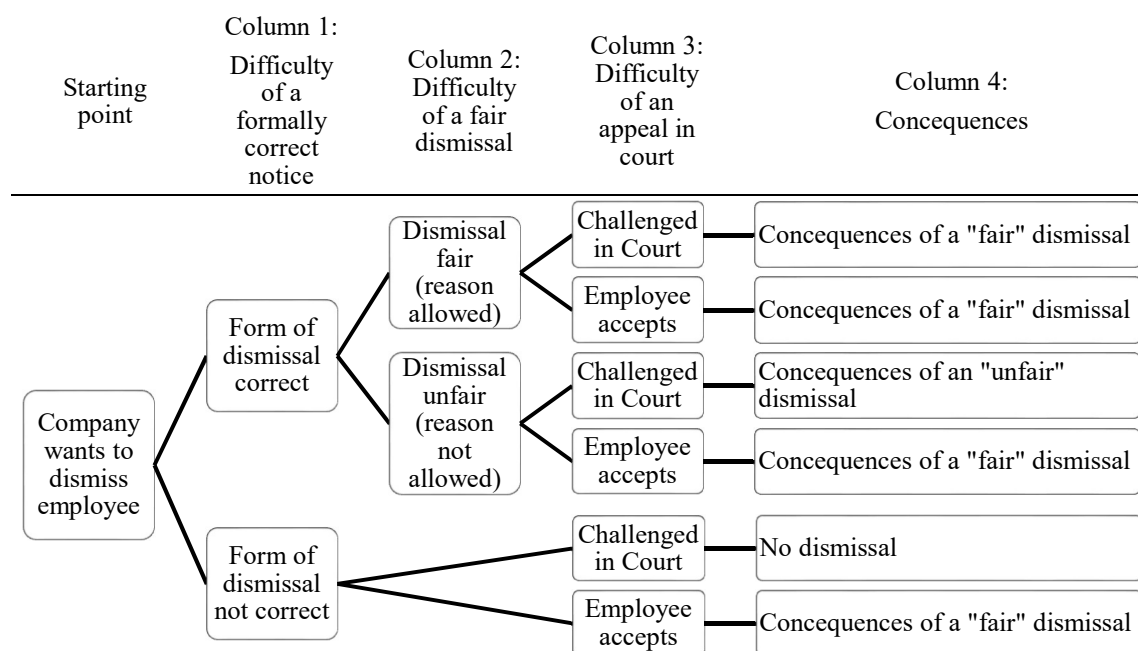 Starting
point
Column 1:
Difficulty
of a
formally
correct
notice
Column 2:
Difficulty
of a fair
dismissal
Column 3:
Difficulty
of an
appeal in
court
Column 4:
Concequences
Company
wants to
dismiss
employee
Form of
dismissal
correct
Dismissal
fair
(reason
allowed)
Challenged
in Court
Concequences of a "fair" dismissal
Employee
accepts
Concequences of a "fair" dismissal
Dismissal
unfair
(reason
not
allowed)
Challenged
in Court
Concequences of an "unfair"
dismissal
Employee
accepts
Concequences of a "fair" dismissal
Form of
dismissal
not correct
Challenged
in Court
No dismissal
Employee
accepts
Concequences of a "fair" dismissal